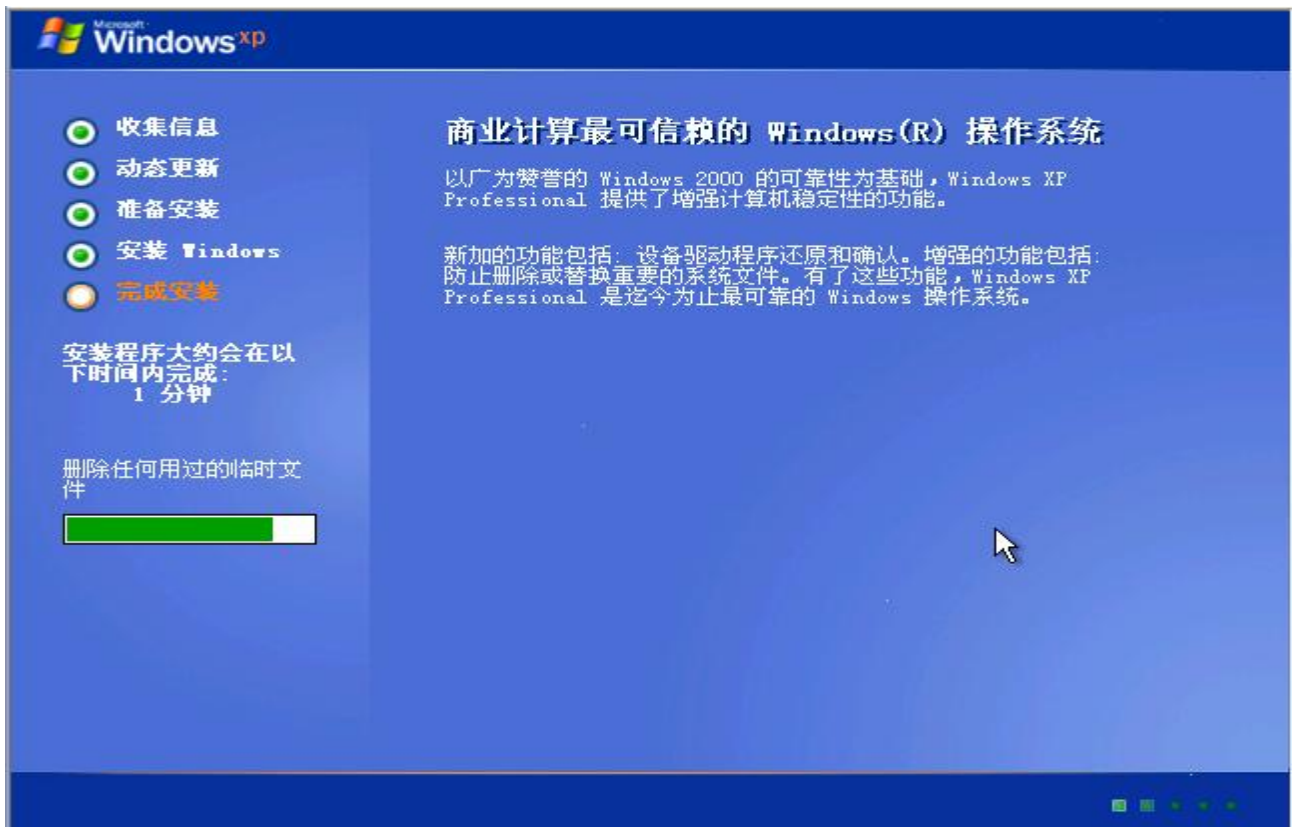 Microsoft
Windows xp
收集信息
动态更新
准备安装
安装 Windows
完成安装
安装程序大约会在以
下时间内完成:
1 分钟
删除任何用过的临时文
件
商业计算最可信赖的 Windows(R) 操作系统
以广为赞誉的 Windows 2000 的可靠性为基础，Windows XP
Professional 提供了增强计算机稳定性的功能。
新加的功能包括: 设备驱动程序还原和确认。增强的功能包括:
防止删除或替换重要的系统文件。有了这些功能，Windows XP
Professional 是迄今为止最可靠的 Windows 操作系统。